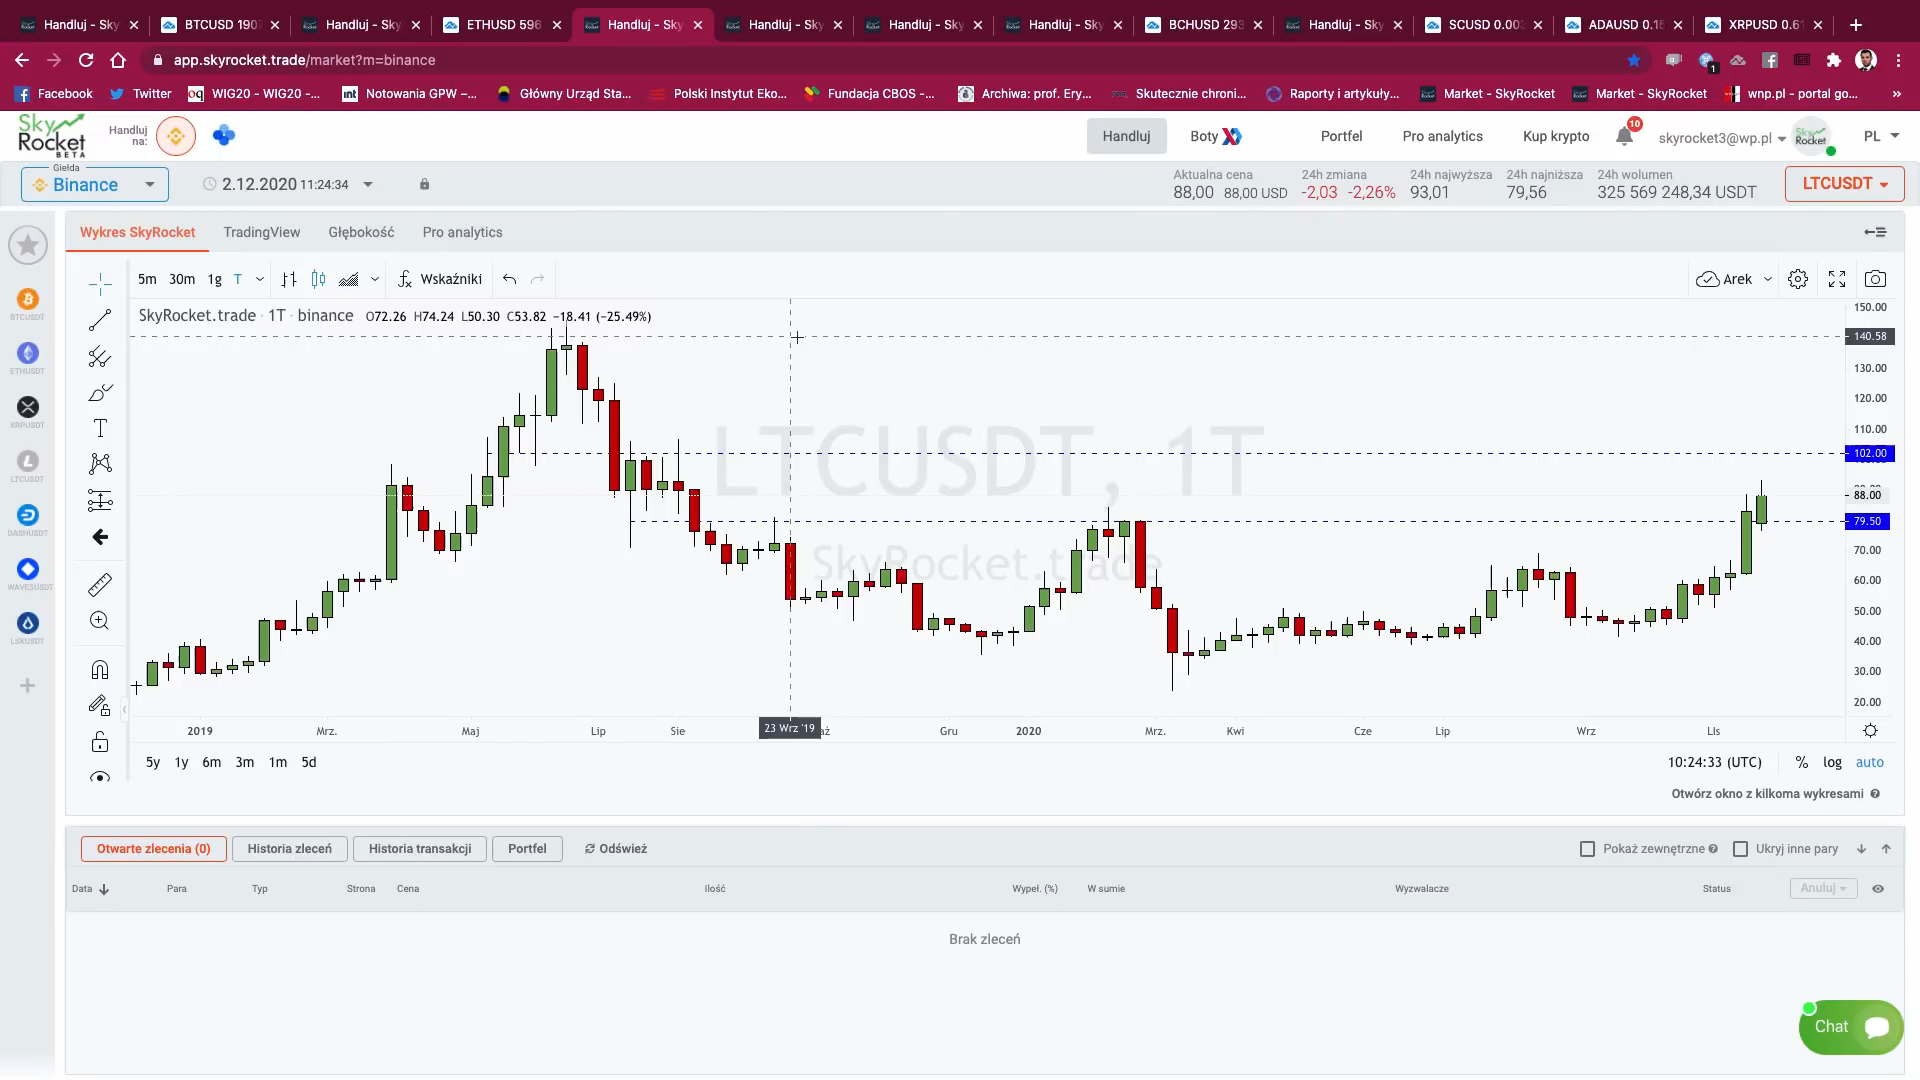 Handluj - Sky
BTCUSD 190
Handluj - Sky
ETHUSD 596
Handluj - Sky
Handluj - Sky
Handluj - Sky
Handluj - Sky
BCHUSD 293
Handluj - Sky
SCUSD 0.00
ADAUSD 0.1
XRPUSD 0.6
app.skyrocket.trade/market?m=binance
1
Facebook
Twitter
WIG20 - WIG20 -...
Notowania GPW –...
Główny Urząd Sta...
Polski Instytut Eko...
Fundacja CBOS -...
Archiwa: prof. Ery...
Skutecznie chroni...
Raporty i artykuły...
Market - SkyRocket
Market - SkyRocket
wnp.pl - portal go...
»
Sky Rocket BETA
Handluj na:
Handluj
Boty
Portfel
Pro analytics
Kup krypto
10
skyrocket3@wp.pl
PL
Giełda
Binance
2.12.2020 11:24:34
Aktualna cena
88,00 88,00 USD
24h zmiana
-2,03 -2,26%
24h najwyższa
93,01
24h najniższa
79,56
24h wolumen
325 569 248,34 USDT
LTCUSDT
Wykres SkyRocket
TradingView
Głębokość
Pro analytics
BTCUSDT
ETHUSDT
XRPUSDT
LTCUSDT
DASHUSDT
WAVESUSDT
LSKUSDT
5m 30m 1g T
Wskaźniki
Arek
SkyRocket.trade · 1T · binance O72.26 H74.24 L50.30 C53.82 −18.41 (−25.49%)
LTCUSDT, 1T
SkyRocket.trade
150.00
140.58
130.00
120.00
110.00
102.00
88.00
79.50
70.00
60.00
50.00
40.00
30.00
20.00
2019 Mrz. Maj Lip Sie 23 Wrz '19 Gru 2020 Mrz. Kwi Cze Lip Wrz Lis
5y 1y 6m 3m 1m 5d
10:24:33 (UTC) % log auto
Otwórz okno z kilkoma wykresami
Otwarte zlecenia (0)
Historia zleceń
Historia transakcji
Portfel
Odśwież
Pokaż zewnętrzne
Ukryj inne pary
Data
Para
Typ
Strona
Cena
Ilość
Wypeł. (%)
W sumie
Wyzwalacze
Status
Anuluj
Brak zleceń
Chat